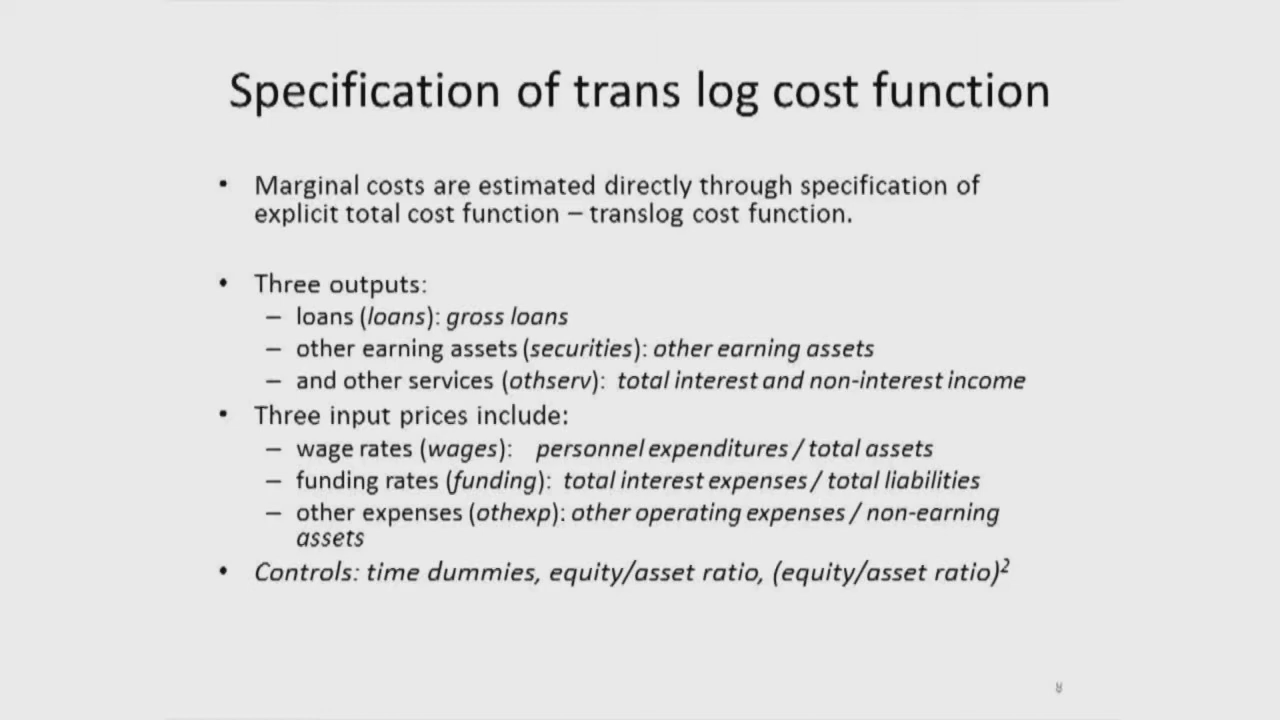 Specification of trans log cost function
• Marginal costs are estimated directly through specification of
explicit total cost function – translog cost function.
• Three outputs:
– loans (loans): gross loans
– other earning assets (securities): other earning assets
– and other services (othserv): total interest and non-interest income
• Three input prices include:
– wage rates (wages): personnel expenditures / total assets
– funding rates (funding): total interest expenses / total liabilities
– other expenses (othexp): other operating expenses / non-earning
assets
• Controls: time dummies, equity/asset ratio, (equity/asset ratio)²